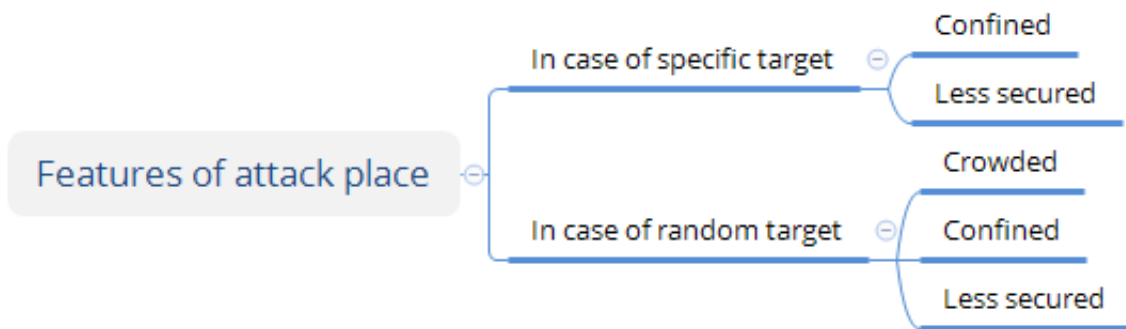 Features of attack place
In case of specific target
Confined
Less secured
In case of random target
Crowded
Confined
Less secured